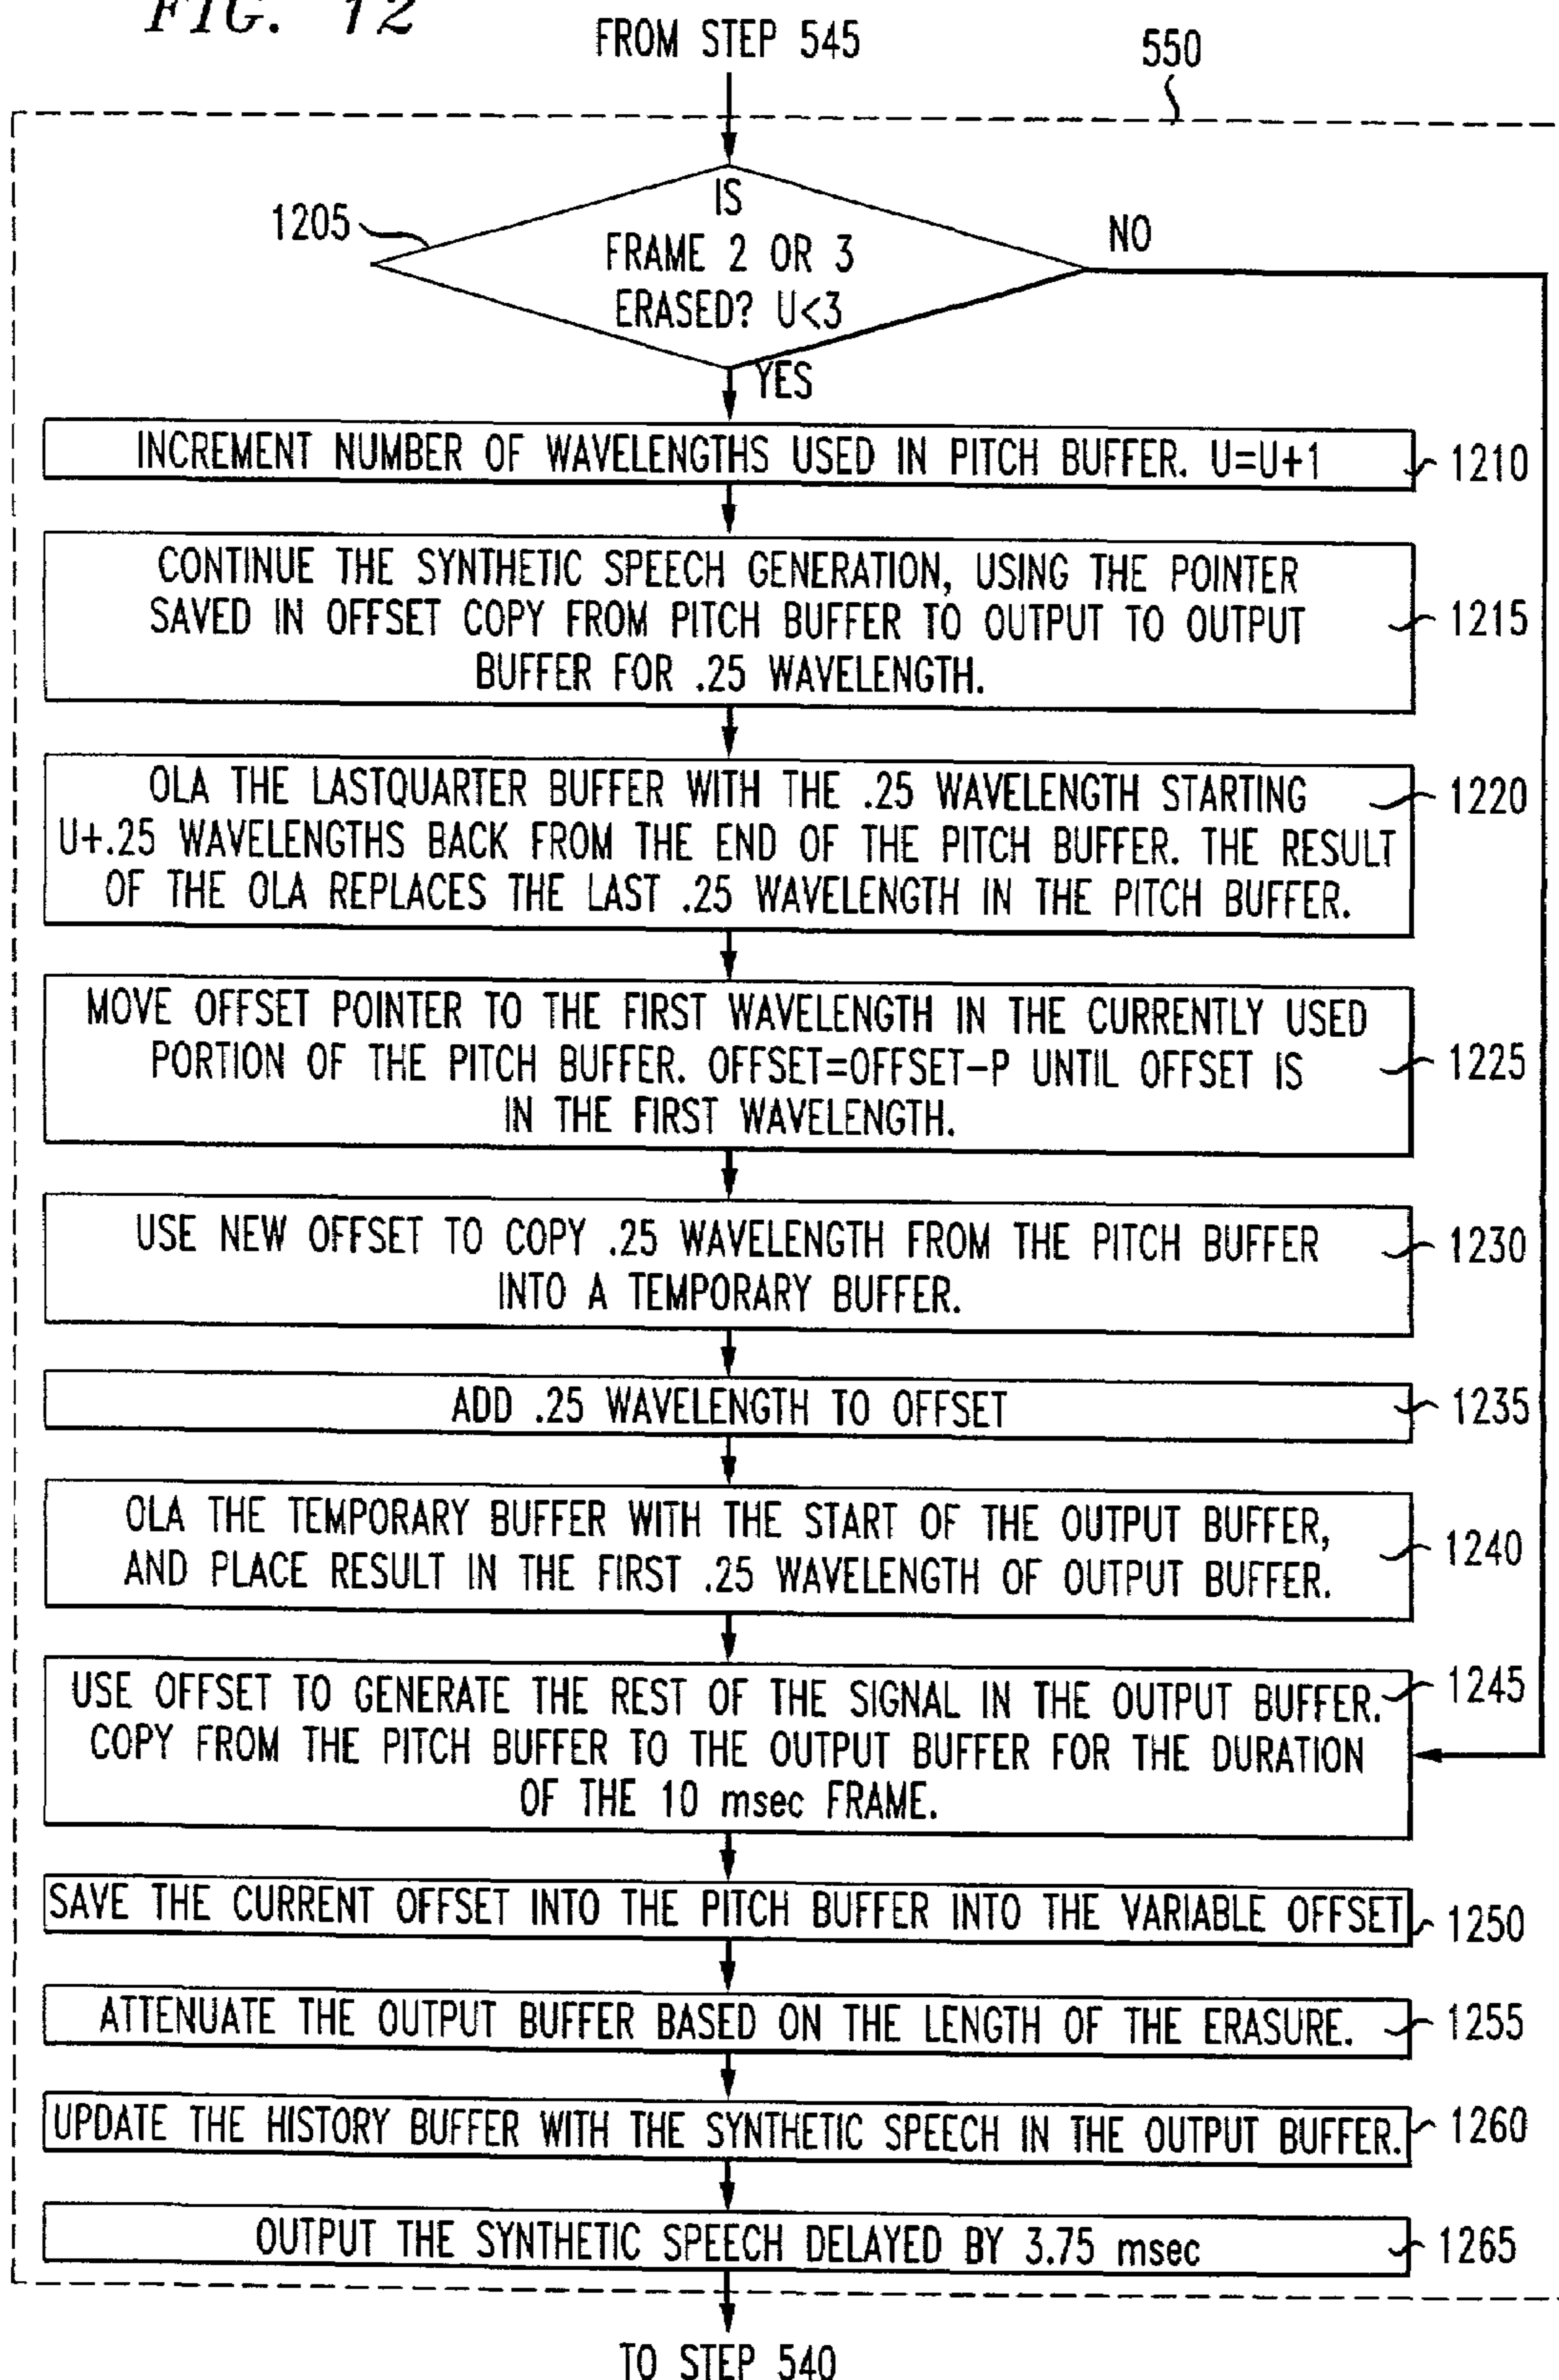 FIG. 12
FROM STEP 545
550
1205
IS
FRAME 2 OR 3
ERASED? U<3
NO
YES
INCREMENT NUMBER OF WAVELENGTHS USED IN PITCH BUFFER. U=U+1
1210
CONTINUE THE SYNTHETIC SPEECH GENERATION, USING THE POINTER
SAVED IN OFFSET COPY FROM PITCH BUFFER TO OUTPUT TO OUTPUT
BUFFER FOR .25 WAVELENGTH.
1215
OLA THE LASTQUARTER BUFFER WITH THE .25 WAVELENGTH STARTING
U+.25 WAVELENGTHS BACK FROM THE END OF THE PITCH BUFFER. THE RESULT
OF THE OLA REPLACES THE LAST .25 WAVELENGTH IN THE PITCH BUFFER.
1220
MOVE OFFSET POINTER TO THE FIRST WAVELENGTH IN THE CURRENTLY USED
PORTION OF THE PITCH BUFFER. OFFSET=OFFSET-P UNTIL OFFSET IS
IN THE FIRST WAVELENGTH.
1225
USE NEW OFFSET TO COPY .25 WAVELENGTH FROM THE PITCH BUFFER
INTO A TEMPORARY BUFFER.
1230
ADD .25 WAVELENGTH TO OFFSET
1235
OLA THE TEMPORARY BUFFER WITH THE START OF THE OUTPUT BUFFER,
AND PLACE RESULT IN THE FIRST .25 WAVELENGTH OF OUTPUT BUFFER.
1240
USE OFFSET TO GENERATE THE REST OF THE SIGNAL IN THE OUTPUT BUFFER.
COPY FROM THE PITCH BUFFER TO THE OUTPUT BUFFER FOR THE DURATION
OF THE 10 msec FRAME.
1245
SAVE THE CURRENT OFFSET INTO THE PITCH BUFFER INTO THE VARIABLE OFFSET
1250
ATTENUATE THE OUTPUT BUFFER BASED ON THE LENGTH OF THE ERASURE.
1255
UPDATE THE HISTORY BUFFER WITH THE SYNTHETIC SPEECH IN THE OUTPUT BUFFER.
1260
OUTPUT THE SYNTHETIC SPEECH DELAYED BY 3.75 msec
1265
TO STEP 540